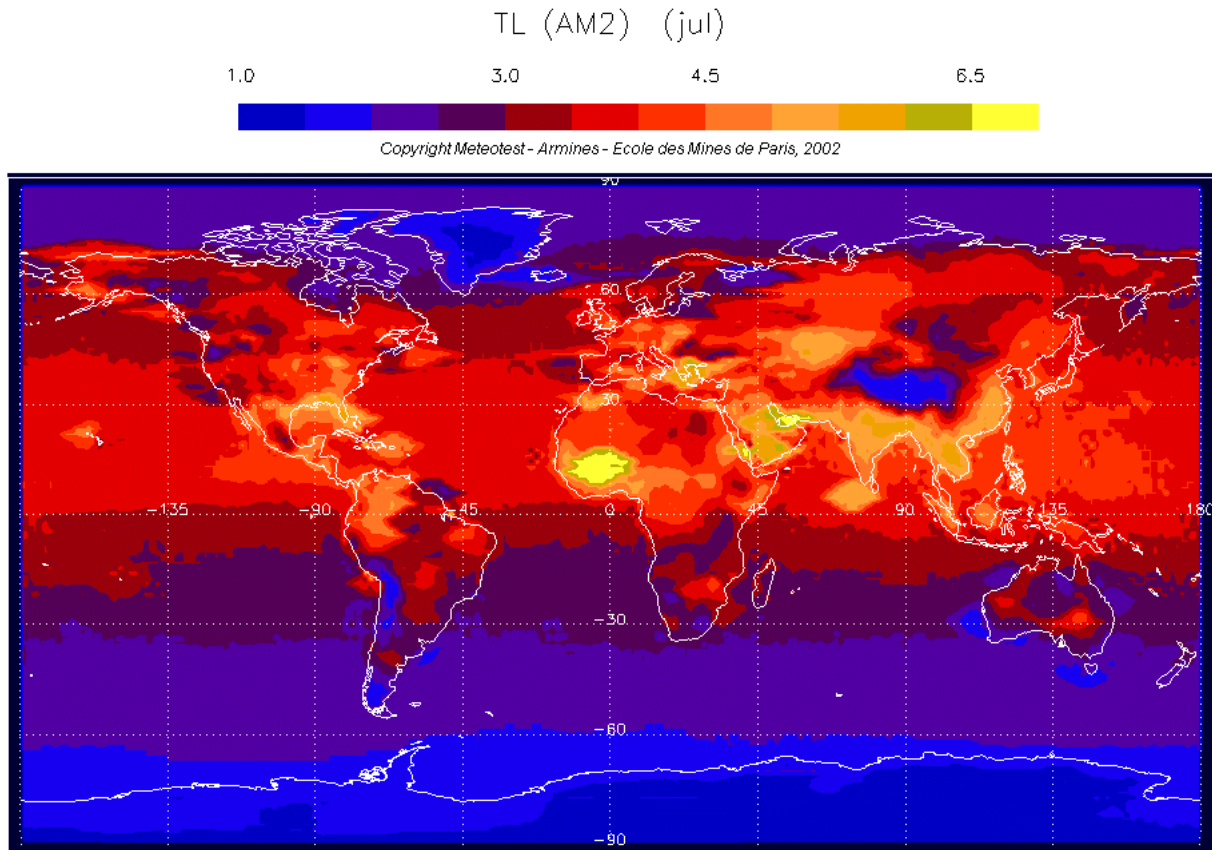 TL (AM2) (jul)
1.0 3.0 4.5 6.5
Copyright Meteotest - Armines - Ecole des Mines de Paris, 2002
90
60
30
-135 -90 -45 0 45 90 135 180
-30
-60
-90